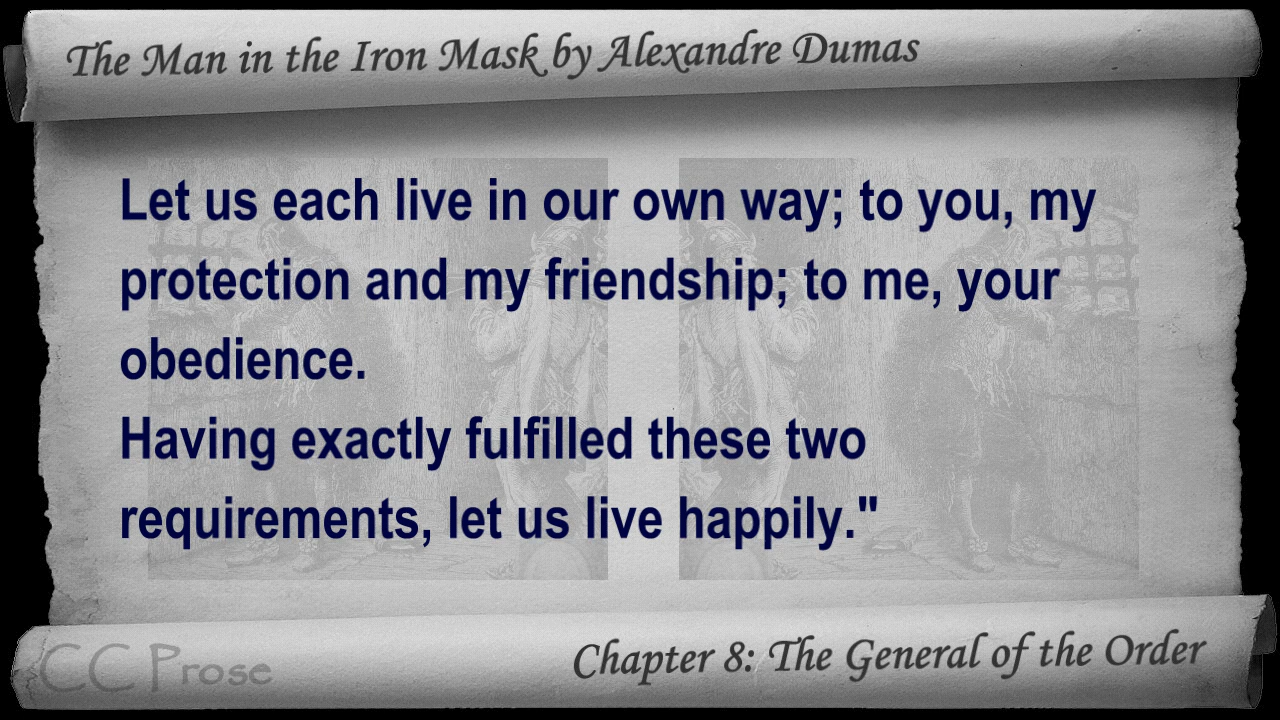 The Man in the Iron Mask by Alexandre Dumas
Let us each live in our own way; to you, my
protection and my friendship; to me, your
obedience.
Having exactly fulfilled these two
requirements, let us live happily."
CC Prose
Chapter 8: The General of the Order